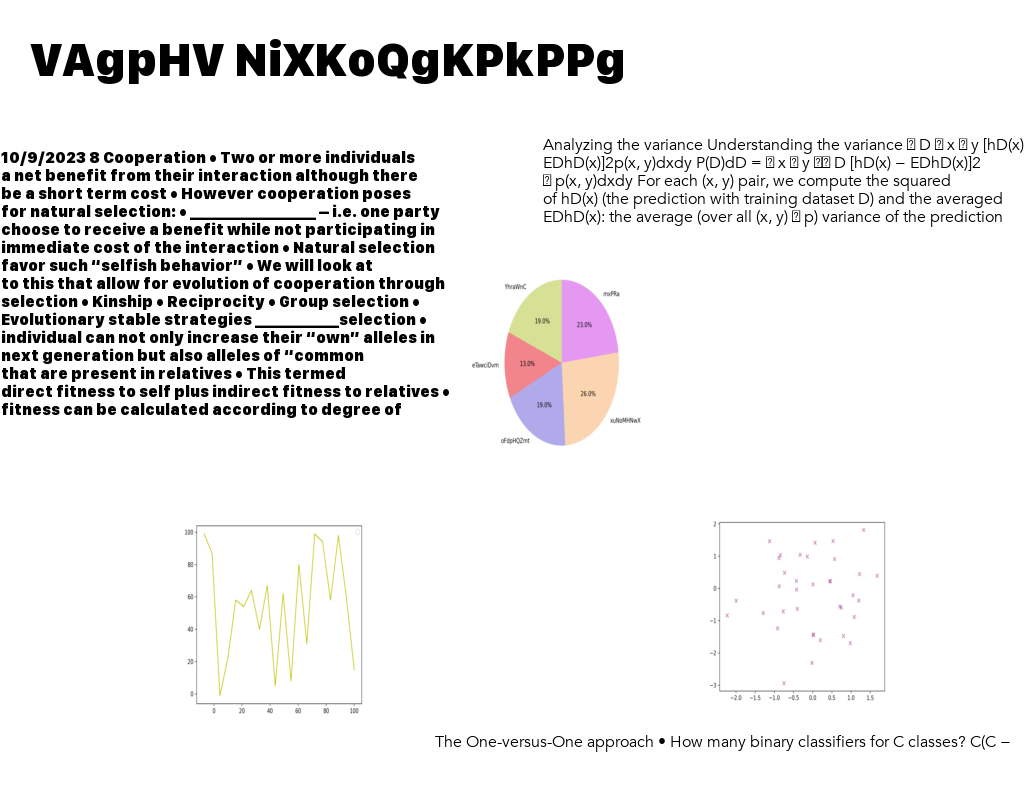 VAgpHV NiXKoQgKPkPPg
10/9/2023 8 Cooperation • Two or more individuals
a net benefit from their interaction although there
be a short term cost • However cooperation poses
for natural selection: • _______________ – i.e. one party
choose to receive a benefit while not participating in
immediate cost of the interaction • Natural selection
favor such “selfish behavior” • We will look at
to this that allow for evolution of cooperation through
selection • Kinship • Reciprocity • Group selection •
Evolutionary stable strategies __________selection •
individual can not only increase their “own” alleles in
next generation but also alleles of “common
that are present in relatives • This termed
direct fitness to self plus indirect fitness to relatives •
fitness can be calculated according to degree of
Analyzing the variance Understanding the variance D x y [hD(x)
EDhD(x)]2p(x, y)dxdy P(D)dD = x y D [hD(x) − EDhD(x)]2
p(x, y)dxdy For each (x, y) pair, we compute the squared
of hD(x) (the prediction with training dataset D) and the averaged
EDhD(x): the average (over all (x, y) p) variance of the prediction
YhraWnC
mxPRa
19.0%
23.0%
eTawciDvm
13.0%
26.0%
19.0%
xuNoMHNwX
oFdpHQZmt
100
80
60
40
20
0
0 20 40 60 80 100
2
1
0
−1
−2
−3
−2.0 −1.5 −1.0 −0.5 0.0 0.5 1.0 1.5
The One-versus-One approach • How many binary classifiers for C classes? C(C −